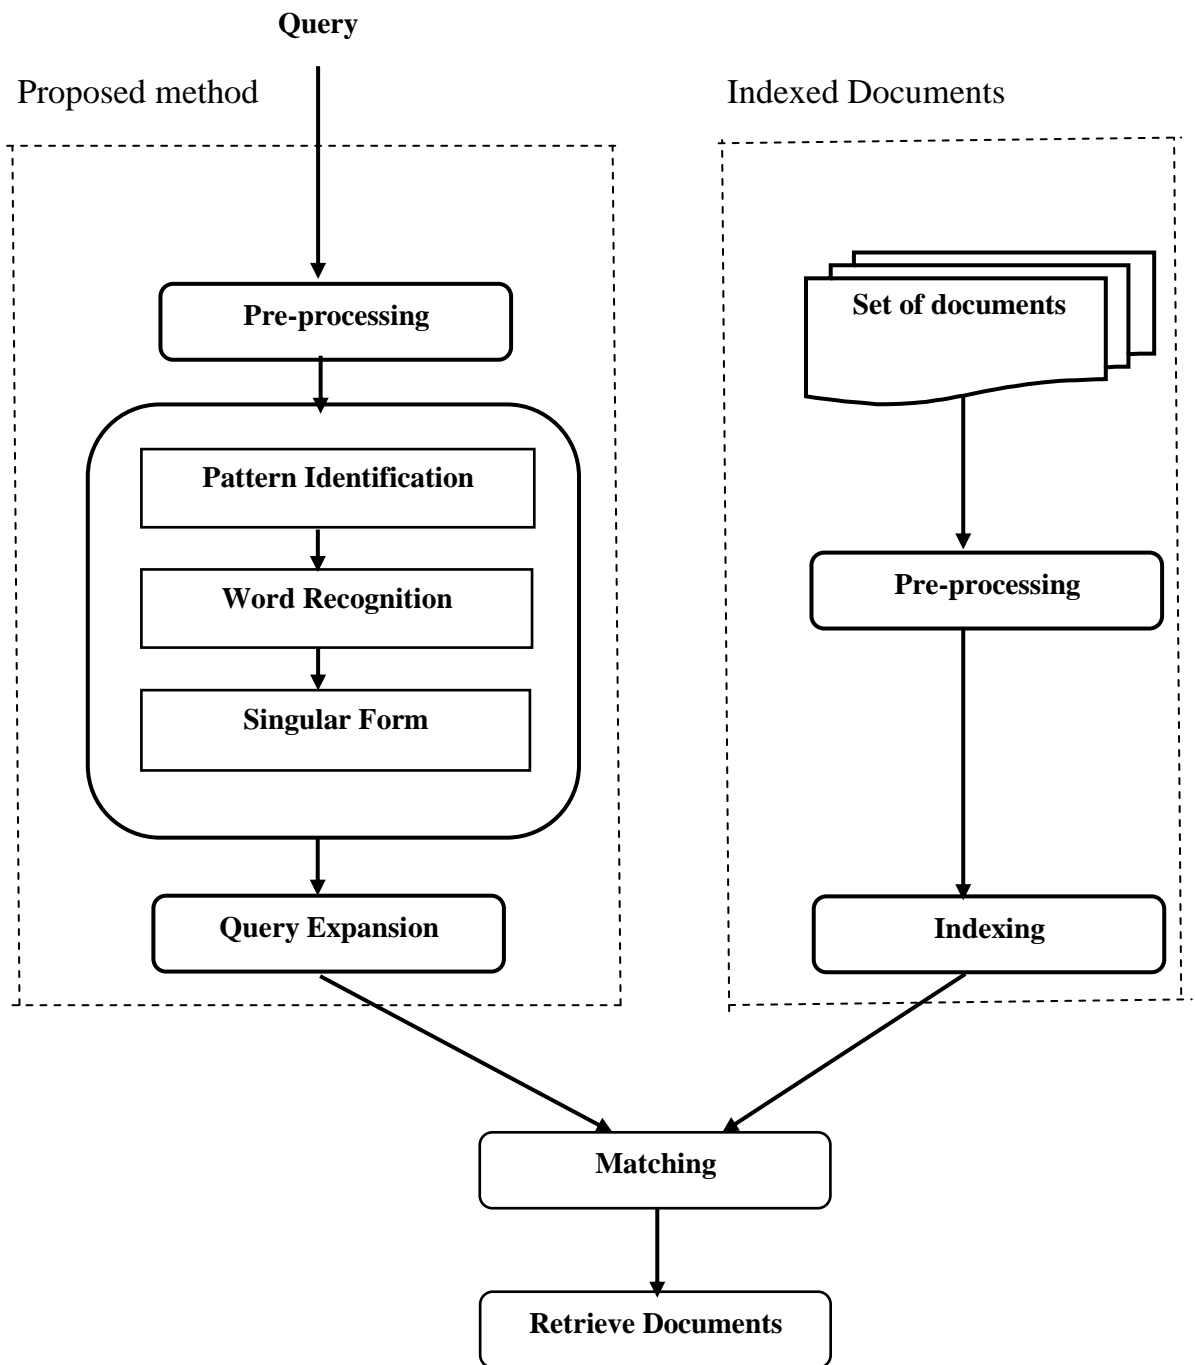 Query
Proposed method
Pre-processing
Pattern Identification
Word Recognition
Singular Form
Query Expansion
Indexed Documents
Set of documents
Pre-processing
Indexing
Matching
Retrieve Documents